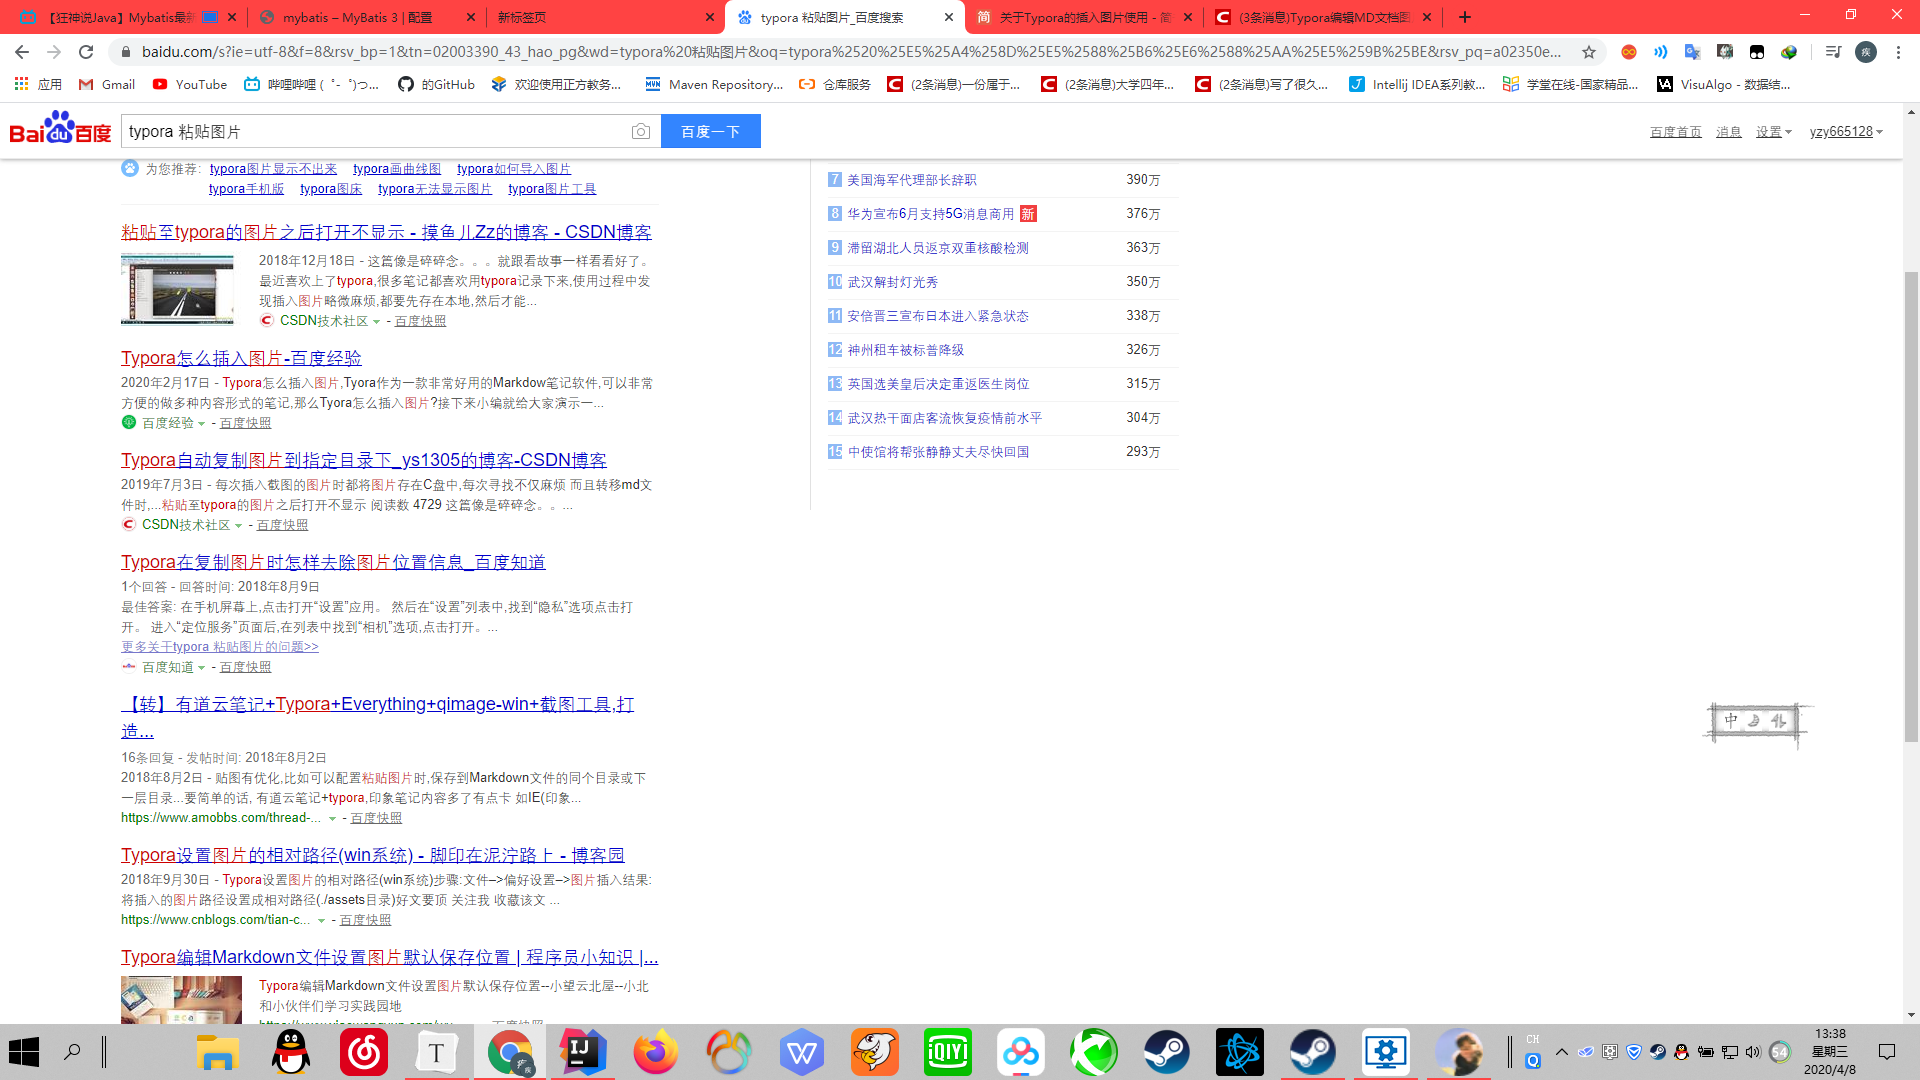 【狂神说Java】Mybatis最新
mybatis – MyBatis 3 | 配置
新标签页
typora 粘贴图片_百度搜索
关于Typora的插入图片使用 - 简
(3条消息)Typora编辑MD文档图
baidu.com/s?ie=utf-8&f=8&rsv_bp=1&tn=02003390_43_hao_pg&wd=typora%20粘贴图片&oq=typora%2520%25E5%25A4%258D%25E5%2588%25B6%25E6%2588%25AA%25E5%259B%25BE&rsv_pq=a02350e...
应用
Gmail
YouTube
哔哩哔哩 ( ゜- ゜)つ...
的GitHub
欢迎使用正方教务...
Maven Repository...
仓库服务
(2条消息)一份属于...
(2条消息)大学四年...
(2条消息)写了很久...
Intellij IDEA系列教...
学堂在线-国家精品...
VisuAlgo - 数据结...
Bai du 百度
typora 粘贴图片
百度一下
百度首页 消息 设置 yzy665128
为您推荐: typora图片显示不出来 typora画曲线图 typora如何导入图片
typora手机版 typora图床 typora无法显示图片 typora图片工具
粘贴至typora的图片之后打开不显示 - 摸鱼儿Zz的博客 - CSDN博客
2018年12月18日 - 这篇像是碎碎念。。。就跟看故事一样看看好了。
最近喜欢上了typora,很多笔记都喜欢用typora记录下来,使用过程中发
现插入图片略微麻烦,都要先存在本地,然后才能...
CSDN技术社区 - 百度快照
Typora怎么插入图片-百度经验
2020年2月17日 - Typora怎么插入图片,Tyora作为一款非常好用的Markdow笔记软件,可以非常
方便的做多种内容形式的笔记,那么Tyora怎么插入图片?接下来小编就给大家演示一...
百度经验 - 百度快照
Typora自动复制图片到指定目录下_ys1305的博客-CSDN博客
2019年7月3日 - 每次插入截图的图片时都将图片存在C盘中,每次寻找不仅麻烦 而且转移md文
件时,...粘贴至typora的图片之后打开不显示 阅读数 4729 这篇像是碎碎念。。...
CSDN技术社区 - 百度快照
Typora在复制图片时怎样去除图片位置信息_百度知道
1个回答 - 回答时间: 2018年8月9日
最佳答案: 在手机屏幕上,点击打开“设置”应用。 然后在“设置”列表中,找到“隐私”选项点击打
开。 进入“定位服务”页面后,在列表中找到“相机”选项,点击打开。...
更多关于typora 粘贴图片的问题>>
百度知道 - 百度快照
【转】有道云笔记+Typora+Everything+qimage-win+截图工具,打
造...
16条回复 - 发帖时间: 2018年8月2日
2018年8月2日 - 贴图有优化,比如可以配置粘贴图片时,保存到Markdown文件的同个目录或下
一层目录...要简单的话, 有道云笔记+typora,印象笔记内容多了有点卡 如IE(印象...
https://www.amobbs.com/thread-... - 百度快照
Typora设置图片的相对路径(win系统) - 脚印在泥泞路上 - 博客园
2018年9月30日 - Typora设置图片的相对路径(win系统)步骤:文件–>偏好设置–>图片插入结果:
将插入的图片路径设置成相对路径(./assets目录)好文要顶 关注我 收藏该文 ...
https://www.cnblogs.com/tian-c... - 百度快照
Typora编辑Markdown文件设置图片默认保存位置 | 程序员小知识 |...
Typora编辑Markdown文件设置图片默认保存位置--小望云北屋--小北
和小伙伴们学习实践园地
7 美国海军代理部长辞职 390万
8 华为宣布6月支持5G消息商用 新 376万
9 滞留湖北人员返京双重核酸检测 363万
10 武汉解封灯光秀 350万
11 安倍晋三宣布日本进入紧急状态 338万
12 神州租车被标普降级 326万
13 英国选美皇后决定重返医生岗位 315万
14 武汉热干面店客流恢复疫情前水平 304万
15 中使馆将帮张静静丈夫尽快回国 293万
中
T
IJ
iQIYI
CH
54
13:38
星期三
2020/4/8